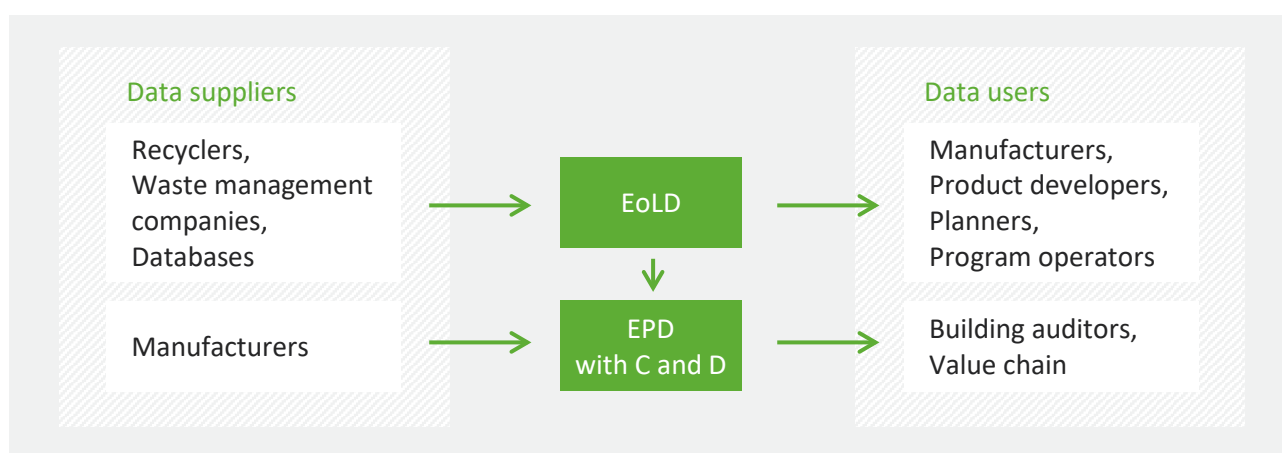 Data suppliers
Recyclers,
Waste management
companies,
Databases
Manufacturers
EoLD
EPD
with C and D
Data users
Manufacturers,
Product developers,
Planners,
Program operators
Building auditors,
Value chain